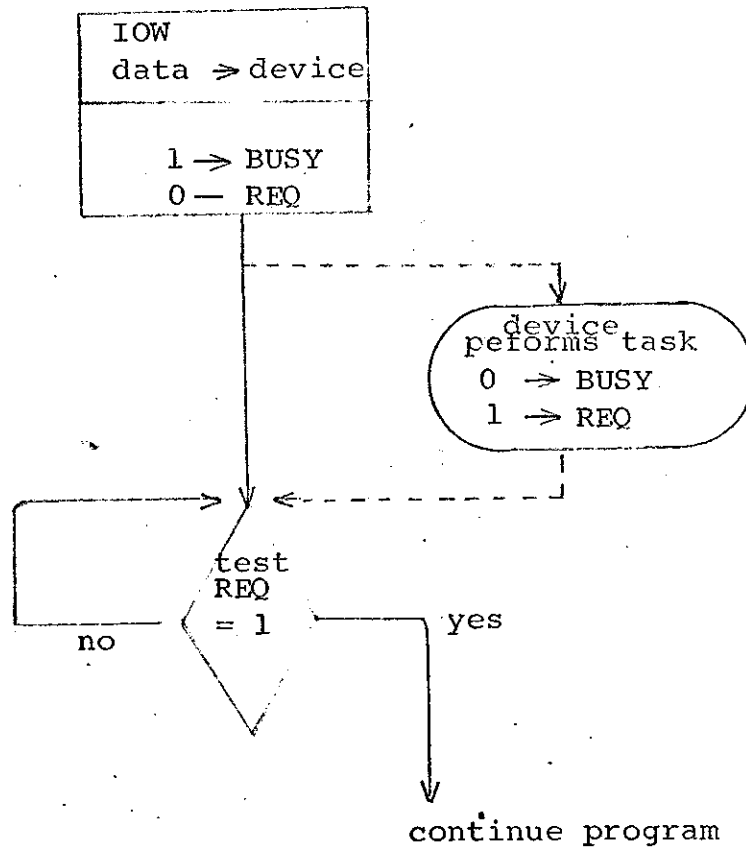 IOW
data → device
1 → BUSY
0 — REQ
device
peforms task
0 → BUSY
1 → REQ
test
REQ
= 1
no
yes
continue program